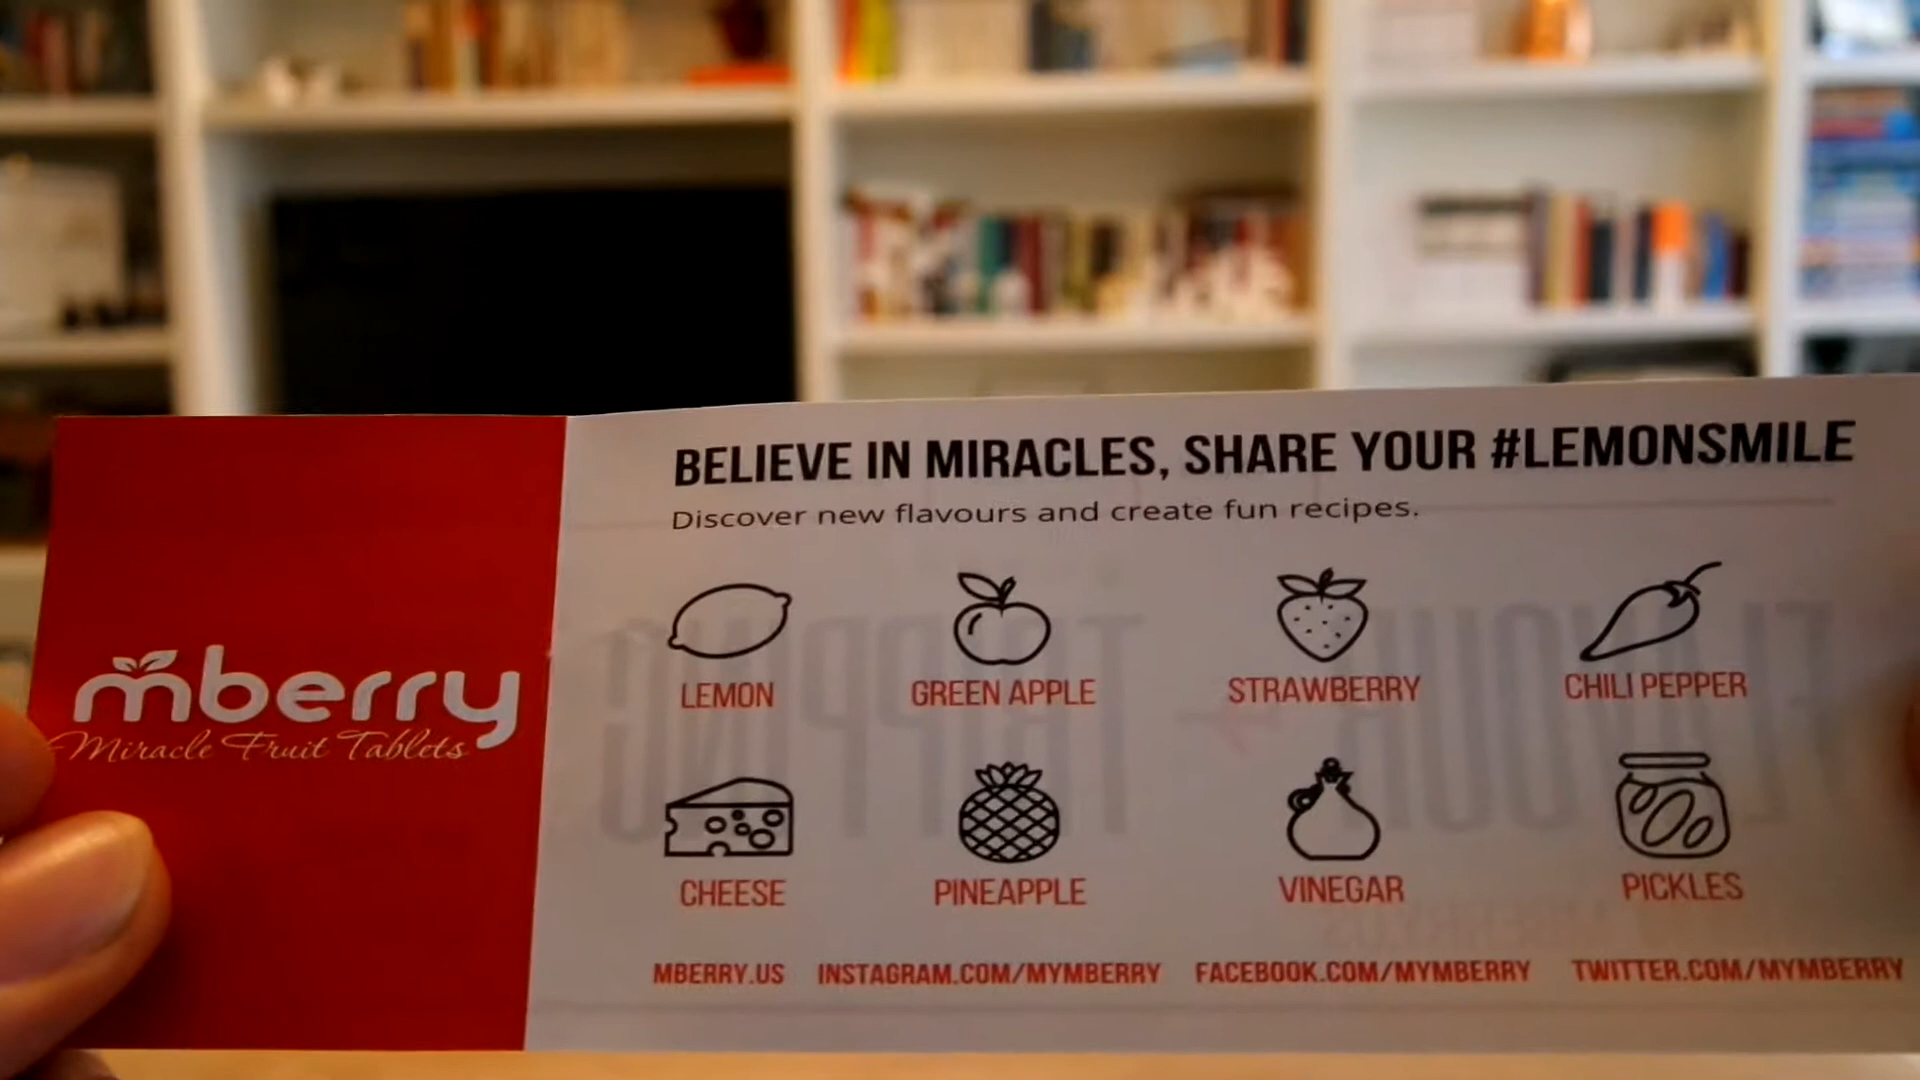 mberry
Miracle Fruit Tablets
BELIEVE IN MIRACLES, SHARE YOUR #LEMONSMILE
Discover new flavours and create fun recipes.
LEMON GREEN APPLE STRAWBERRY CHILI PEPPER
CHEESE PINEAPPLE VINEGAR PICKLES
MBERRY.US INSTAGRAM.COM/MYMBERRY FACEBOOK.COM/MYMBERRY TWITTER.COM/MYMBERRY